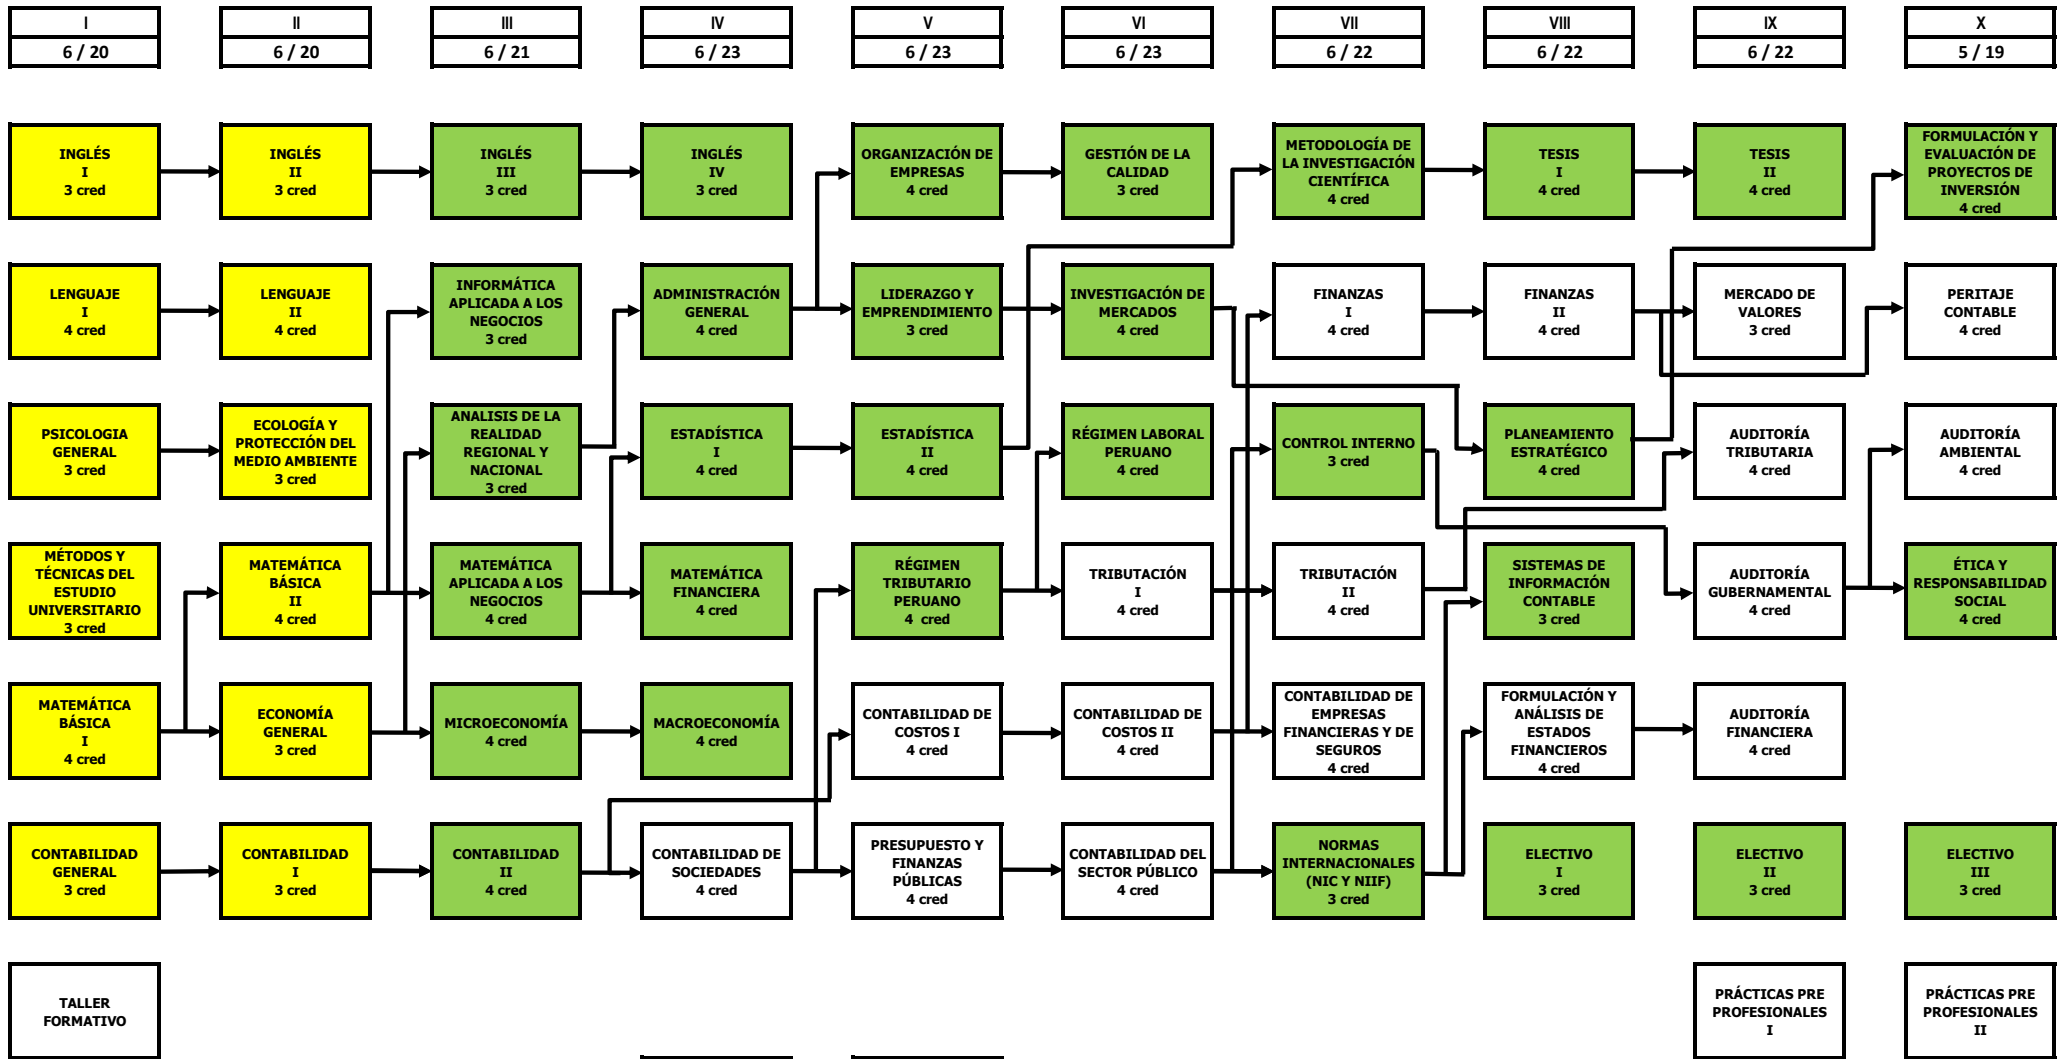 I
II
III
IV
V
VI
VII
VIII
IX
X
6 / 20
6 / 20
6 / 21
6 / 23
6 / 23
6 / 23
6 / 22
6 / 22
6 / 22
5 / 19
INGLÉS
I
3 cred
INGLÉS
II
3 cred
INGLÉS
III
3 cred
INGLÉS
IV
3 cred
ORGANIZACIÓN DE
EMPRESAS
4 cred
GESTIÓN DE LA
CALIDAD
3 cred
METODOLOGÍA DE
LA INVESTIGACIÓN
CIENTÍFICA
4 cred
TESIS
I
4 cred
TESIS
II
4 cred
FORMULACIÓN Y
EVALUACIÓN DE
PROYECTOS DE
INVERSIÓN
4 cred
LENGUAJE
I
4 cred
LENGUAJE
II
4 cred
INFORMÁTICA
APLICADA A LOS
NEGOCIOS
3 cred
ADMINISTRACIÓN
GENERAL
4 cred
LIDERAZGO Y
EMPRENDIMIENTO
3 cred
INVESTIGACIÓN DE
MERCADOS
4 cred
FINANZAS
I
4 cred
FINANZAS
II
4 cred
MERCADO DE
VALORES
3 cred
PERITAJE
CONTABLE
4 cred
PSICOLOGIA
GENERAL
3 cred
ECOLOGÍA Y
PROTECCIÓN DEL
MEDIO AMBIENTE
3 cred
ANALISIS DE LA
REALIDAD
REGIONAL Y
NACIONAL
3 cred
ESTADÍSTICA
I
4 cred
ESTADÍSTICA
II
4 cred
RÉGIMEN LABORAL
PERUANO
4 cred
CONTROL INTERNO
3 cred
PLANEAMIENTO
ESTRATÉGICO
4 cred
AUDITORÍA
TRIBUTARIA
4 cred
AUDITORÍA
AMBIENTAL
4 cred
MÉTODOS Y
TÉCNICAS DEL
ESTUDIO
UNIVERSITARIO
3 cred
MATEMÁTICA
BÁSICA
II
4 cred
MATEMÁTICA
APLICADA A LOS
NEGOCIOS
4 cred
MATEMÁTICA
FINANCIERA
4 cred
RÉGIMEN
TRIBUTARIO
PERUANO
4 cred
TRIBUTACIÓN
I
4 cred
TRIBUTACIÓN
II
4 cred
SISTEMAS DE
INFORMACIÓN
CONTABLE
3 cred
AUDITORÍA
GUBERNAMENTAL
4 cred
ÉTICA Y
RESPONSABILIDAD
SOCIAL
4 cred
MATEMÁTICA
BÁSICA
I
4 cred
ECONOMÍA
GENERAL
3 cred
MICROECONOMÍA
4 cred
MACROECONOMÍA
4 cred
CONTABILIDAD DE
COSTOS I
4 cred
CONTABILIDAD DE
COSTOS II
4 cred
CONTABILIDAD DE
EMPRESAS
FINANCIERAS Y DE
SEGUROS
4 cred
FORMULACIÓN Y
ANÁLISIS DE
ESTADOS
FINANCIEROS
4 cred
AUDITORÍA
FINANCIERA
4 cred
CONTABILIDAD
GENERAL
3 cred
CONTABILIDAD
I
3 cred
CONTABILIDAD
II
4 cred
CONTABILIDAD DE
SOCIEDADES
4 cred
PRESUPUESTO Y
FINANZAS
PÚBLICAS
4 cred
CONTABILIDAD DEL
SECTOR PÚBLICO
4 cred
NORMAS
INTERNACIONALES
(NIC Y NIIF)
3 cred
ELECTIVO
I
3 cred
ELECTIVO
II
3 cred
ELECTIVO
III
3 cred
TALLER
FORMATIVO
PRÁCTICAS PRE
PROFESIONALES
I
PRÁCTICAS PRE
PROFESIONALES
II